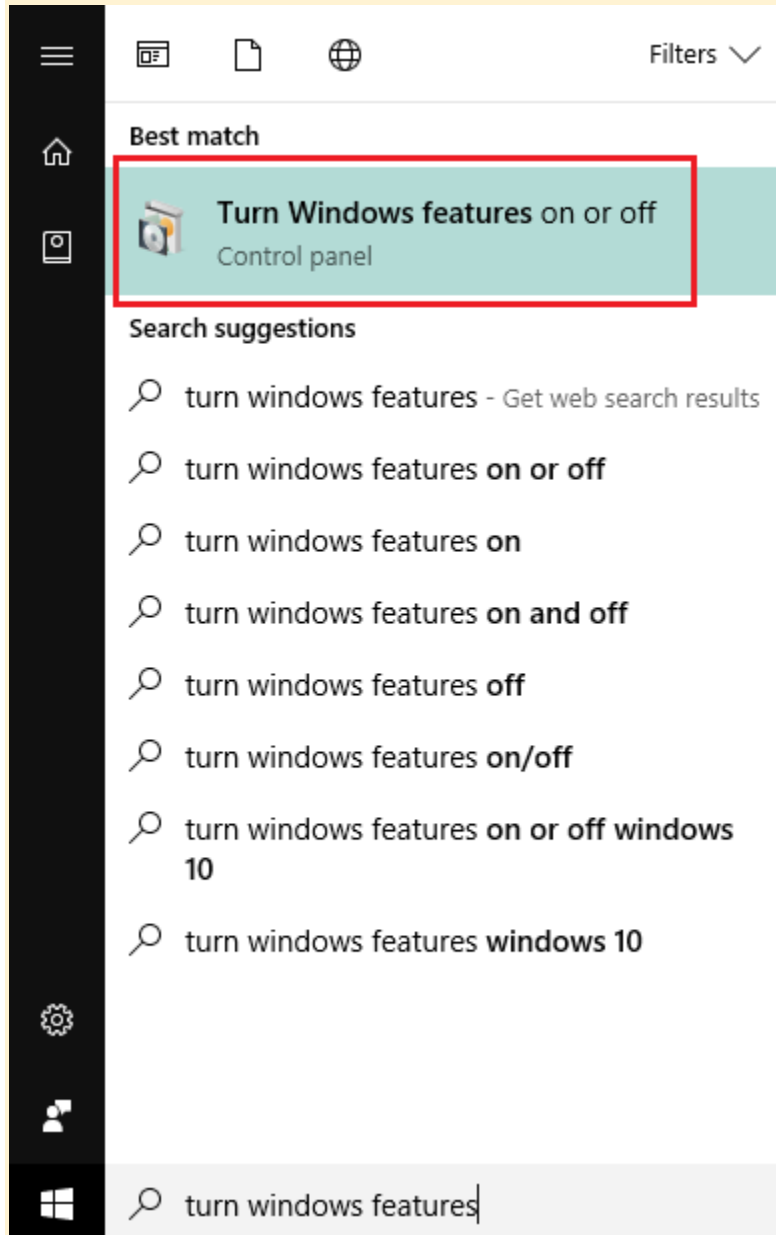 Filters
Best match
Turn Windows features on or off
Control panel
Search suggestions
turn windows features - Get web search results
turn windows features on or off
turn windows features on
turn windows features on and off
turn windows features off
turn windows features on/off
turn windows features on or off windows
10
turn windows features windows 10
turn windows features